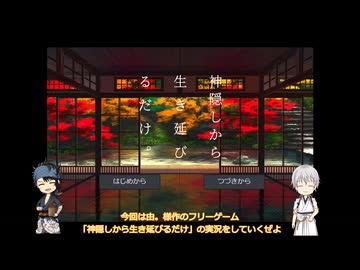 神隠しから
生き延び
るだけ。
はじめから
つづきから
今回は由。様作のフリーゲーム
「神隠しから生き延びるだけ」の実況をしていくぜよ